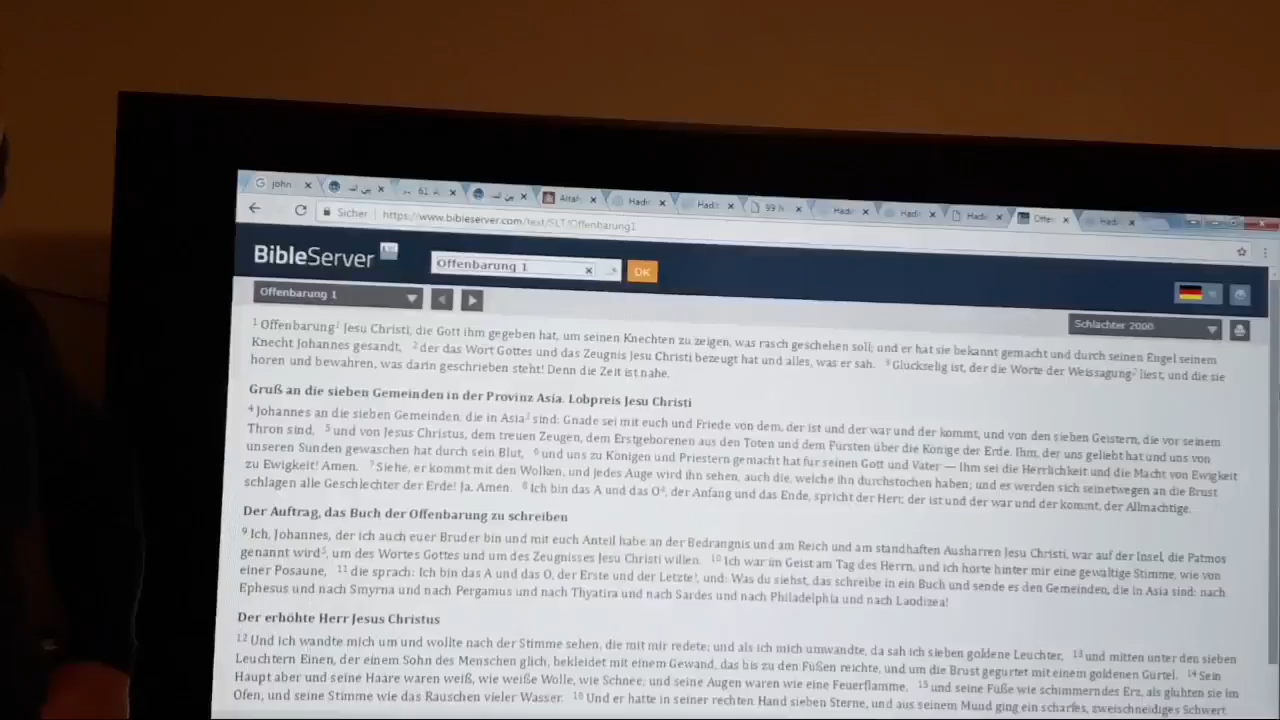 john
61
Altah
Hadi
Hadi
99 h
Hadi
Hadi
Hadi
Offe
Hadi
Sicher https://www.bibleserver.com/text/SLT/Offenbarung1
BibleServer
Offenbarung 1
OK
Offenbarung 1
Schlachter 2000
1 Offenbarung1 Jesu Christi, die Gott ihm gegeben hat, um seinen Knechten zu zeigen, was rasch geschehen soll; und er hat sie bekannt gemacht und durch seinen Engel seinem
Knecht Johannes gesandt, 2 der das Wort Gottes und das Zeugnis Jesu Christi bezeugt hat und alles, was er sah. 3 Glückselig ist, der die Worte der Weissagung2 liest, und die sie
hören und bewahren, was darin geschrieben steht! Denn die Zeit ist nahe.
Gruß an die sieben Gemeinden in der Provinz Asia. Lobpreis Jesu Christi
4 Johannes an die sieben Gemeinden, die in Asia3 sind: Gnade sei mit euch und Friede von dem, der ist und der war und der kommt, und von den sieben Geistern, die vor seinem
Thron sind, 5 und von Jesus Christus, dem treuen Zeugen, dem Erstgeborenen aus den Toten und dem Fürsten über die Könige der Erde. Ihm, der uns geliebt hat und uns von
unseren Sünden gewaschen hat durch sein Blut, 6 und uns zu Königen und Priestern gemacht hat für seinen Gott und Vater — Ihm sei die Herrlichkeit und die Macht von Ewigkeit
zu Ewigkeit! Amen. 7 Siehe, er kommt mit den Wolken, und jedes Auge wird ihn sehen, auch die, welche ihn durchstochen haben; und es werden sich seinetwegen an die Brust
schlagen alle Geschlechter der Erde! Ja, Amen. 8 Ich bin das A und das O4, der Anfang und das Ende, spricht der Herr, der ist und der war und der kommt, der Allmächtige.
Der Auftrag, das Buch der Offenbarung zu schreiben
9 Ich, Johannes, der ich auch euer Bruder bin und mit euch Anteil habe an der Bedrängnis und am Reich und am standhaften Ausharren Jesu Christi, war auf der Insel, die Patmos
genannt wird5, um des Wortes Gottes und um des Zeugnisses Jesu Christi willen. 10 Ich war im Geist am Tag des Herrn, und ich hörte hinter mir eine gewaltige Stimme, wie von
einer Posaune, 11 die sprach: Ich bin das A und das O, der Erste und der Letzte!, und: Was du siehst, das schreibe in ein Buch und sende es den Gemeinden, die in Asia sind: nach
Ephesus und nach Smyrna und nach Pergamus und nach Thyatira und nach Sardes und nach Philadelphia und nach Laodizea!
Der erhöhte Herr Jesus Christus
12 Und ich wandte mich um und wollte nach der Stimme sehen, die mit mir redete; und als ich mich umwandte, da sah ich sieben goldene Leuchter, 13 und mitten unter den sieben
Leuchtern Einen, der einem Sohn des Menschen glich, bekleidet mit einem Gewand, das bis zu den Füßen reichte, und um die Brust gegürtet mit einem goldenen Gürtel. 14 Sein
Haupt aber und seine Haare waren weiß, wie weiße Wolle, wie Schnee; und seine Augen waren wie eine Feuerflamme. 15 und seine Füße wie schimmerndes Erz, als glühten sie im
Ofen, und seine Stimme wie das Rauschen vieler Wasser. 16 Und er hatte in seiner rechten Hand sieben Sterne, und aus seinem Mund ging ein scharfes, zweischneidiges Schwert